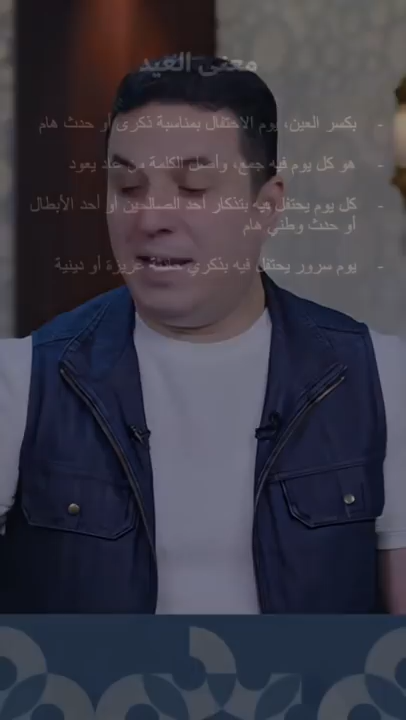 معنى العيد
- بكسر العين، يوم الاحتفال بمناسبة ذكرى أو حدث هام
- هو كل يوم فيه جمع، وأصل الكلمة من عاد يعود
- كل يوم يحتفل فيه بتذكار أحد الصالحين أو أحد الأبطال
أو حدث وطني هام
- يوم سرور يحتفل فيه بذكري حادثة عزيزة أو دينية